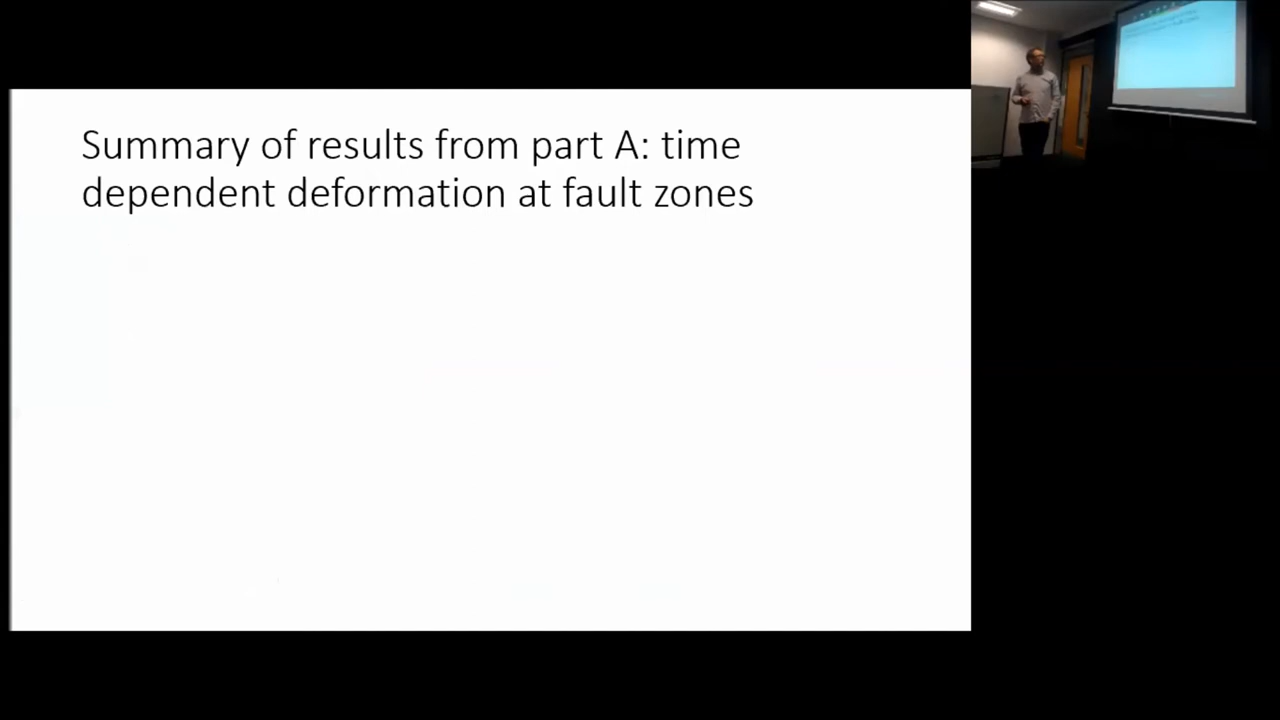 Summary of results from part A: time
dependent deformation at fault zones